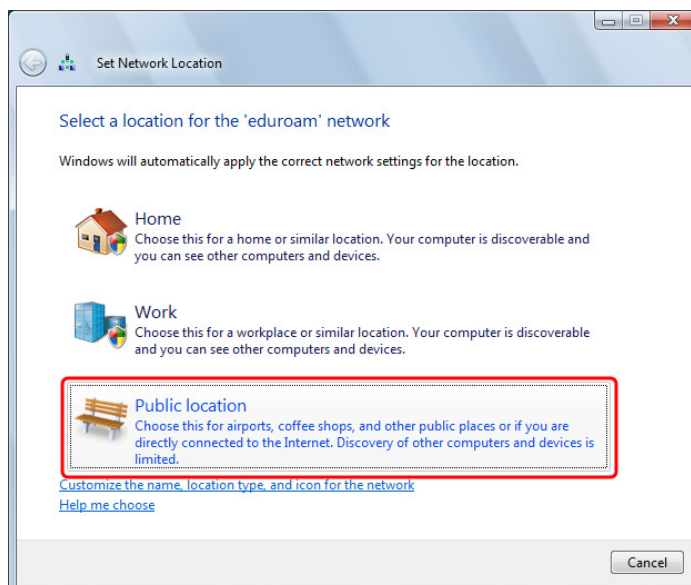 Set Network Location
Select a location for the 'eduroam' network
Windows will automatically apply the correct network settings for the location.
Home
Choose this for a home or similar location. Your computer is discoverable and
you can see other computers and devices.
Work
Choose this for a workplace or similar location. Your computer is discoverable
and you can see other computers and devices.
Public location
Choose this for airports, coffee shops, and other public places or if you are
directly connected to the Internet. Discovery of other computers and devices is
limited.
Customize the name, location type, and icon for the network
Help me choose
Cancel